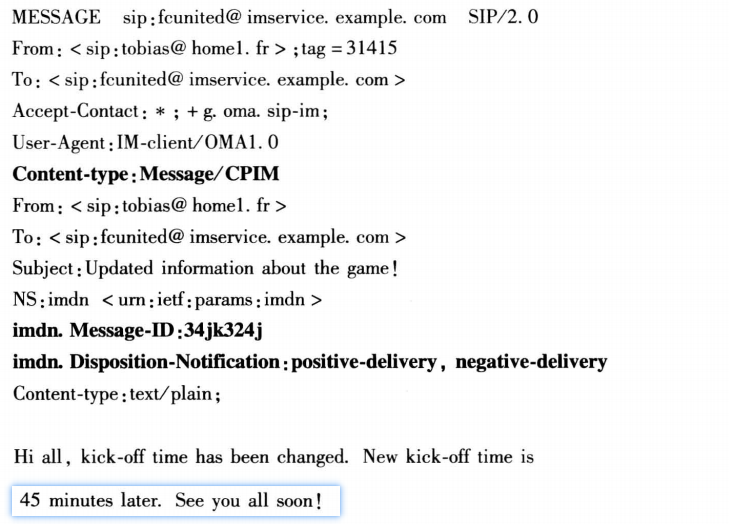 MESSAGE sip:fcunited@ imservice. example. com SIP/2. 0
From: < sip:tobias@ home1. fr > ;tag = 31415
To: < sip:fcunited@ imservice. example. com >
Accept-Contact: * ; + g. oma. sip-im;
User-Agent:IM-client/OMA1. 0
Content-type:Message/CPIM
From: < sip:tobias@ home1. fr >
To: < sip:fcunited@ imservice. example. com >
Subject:Updated information about the game!
NS:imdn < urn:ietf:params:imdn >
imdn. Message-ID:34jk324j
imdn. Disposition-Notification:positive-delivery, negative-delivery
Content-type:text/plain;
Hi all, kick-off time has been changed. New kick-off time is
45 minutes later. See you all soon!